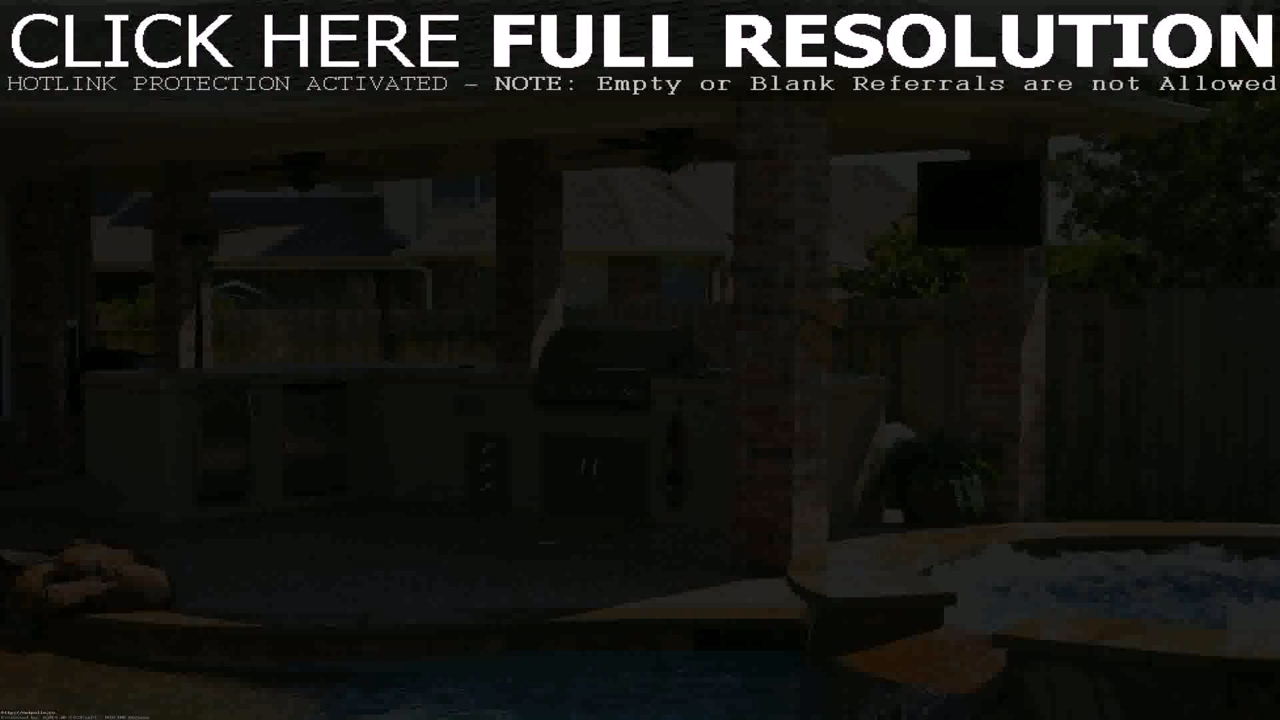 CLICK HERE FULL RESOLUTION
HOTLINK PROTECTION ACTIVATED - NOTE: Empty or Blank Referrals are not Allowed